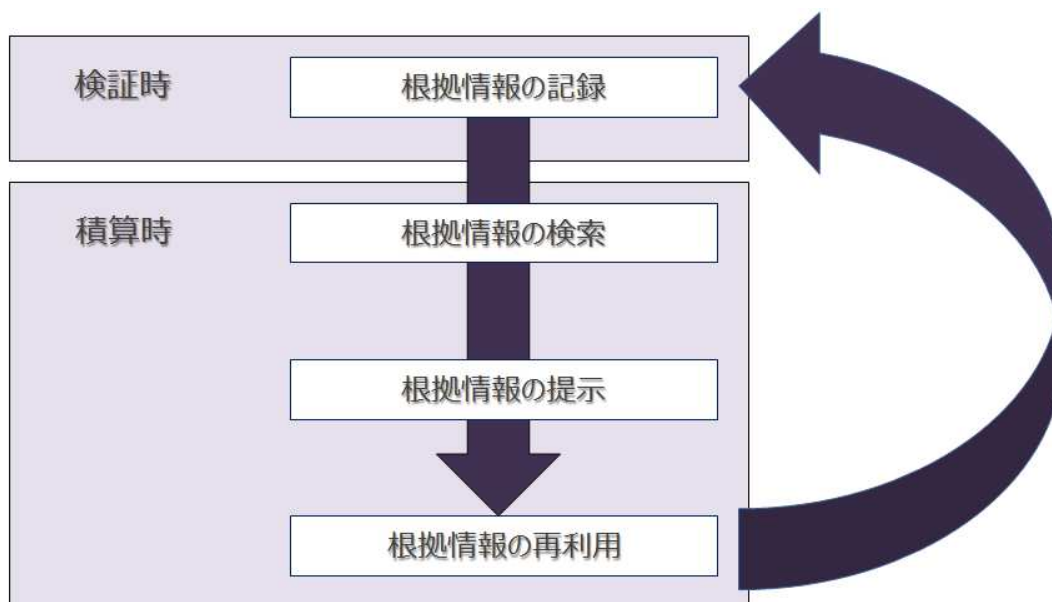 検証時
根拠情報の記録
積算時
根拠情報の検索
根拠情報の提示
根拠情報の再利用